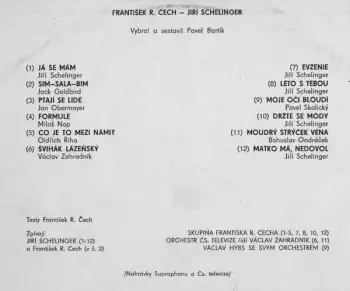 FRANTIŠEK R. ČECH – JIŘÍ SCHELINGER
Vybral a sestavil Pavel Bartík
(1) JÁ SE MÁM
Jiří Schelinger
(2) SIM–SALA–BIM
Jack Goldbird
(3) PTAJÍ SE LIDÉ
Jan Obermayer
(4) FORMULE
Miloš Nop
(5) CO JE TO MEZI NÁMI?
Oldřich Říha
(6) ŠVIHÁK LÁZEŇSKÝ
Václav Zahradník
(7) EVŽENIE
Jiří Schelinger
(8) LÉTO S TEBOU
Jiří Schelinger
(9) MOJE OČI BLOUDÍ
Pavel Skalický
(10) DRŽTE SE MÓDY
Jiří Schelinger
(11) MOUDRÝ STRÝČEK VÉNA
Bohuslav Ondráček
(12) MATKO MÁ, NEDOVOL
Jiří Schelinger
Texty František R. Čech
Zpívají
JIŘÍ SCHELINGER (1-12)
a František R. Čech (v č. 2)
SKUPINA FRANTIŠKA R. ČECHA (1-5, 7, 8, 10, 12)
ORCHESTR ČS. TELEVIZE řídí VÁCLAV ZAHRADNÍK (6, 11)
VÁCLAV HYBŠ SE SVÝM ORCHESTREM (9)
/Nahrávky Supraphonu a Čs. televize/